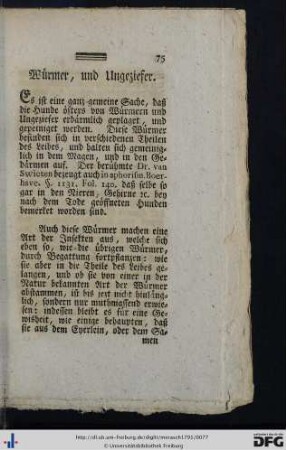 75
Würmer, und Ungeziefer.
Es ist eine ganz gemeine Sache, daß
die Hunde öfters von Würmern und
Ungeziefer erbärmlich geplaget, und
gepeiniget werden. Diese Würmer
befinden sich in verschiedenen Theilen
des Leibes, und halten sich gemeinig-
lich in dem Magen, und in den Ge-
därmen auf. Der berühmte Dr. van
Swieten bezeugt auch in aphorism. Boer-
have. §. 1131. Fol. 140. daß selbe so
gar in den Nieren, Gehirne ꝛc. bey
nach dem Tode geöffneten Hunden
bemerket worden sind.
Auch diese Würmer machen eine
Art der Insekten aus, welche sich
eben so, wie die übrigen Würmer,
durch Begattung fortpflanzen: wie
sie aber in die Theile des Leibes ge-
langen, und ob sie von einer in der
Natur bekannten Art der Würmer
abstammen, ist bis jezt nicht hinläng-
lich, sondern nur muthmassend erwie-
sen: indessen bleibt es für eine Ge-
wisheit, wie einige behaupten, daß
sie aus dem Eyerlein, oder dem Sa-
men
http://dl.ub.uni-freiburg.de/diglit/monasch1793/0077
© Universitätsbibliothek Freiburg
Universitätsbibliothek Freiburg
gefördert durch die
DFG